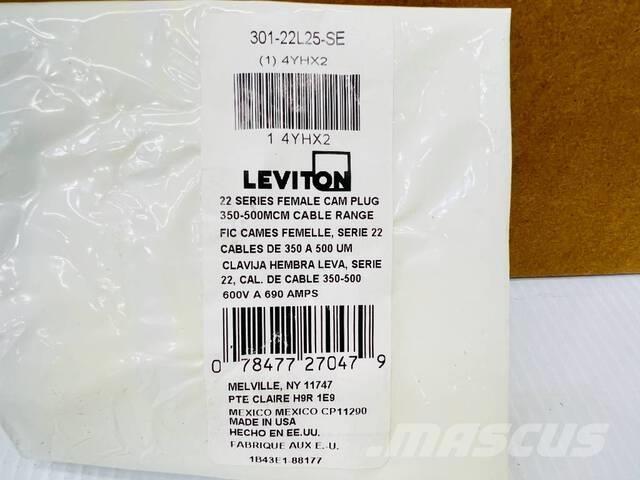 301-22L25-SE
(1) 4YHX2
1 4YHX2
LEVITON
22 SERIES FEMALE CAM PLUG
350-500MCM CABLE RANGE
FIC CAMES FEMELLE, SERIE 22
CABLES DE 350 A 500 UM
CLAVIJA HEMBRA LEVA, SERIE
22, CAL. DE CABLE 350-500
600V A 690 AMPS
0 78477 27047 9
MELVILLE, NY 11747
PTE CLAIRE H9R 1E9
MEXICO MEXICO CP11290
MADE IN USA
HECHO EN EE.UU.
FABRIQUE AUX E.-U.
1B43E1-88177
MASCUS